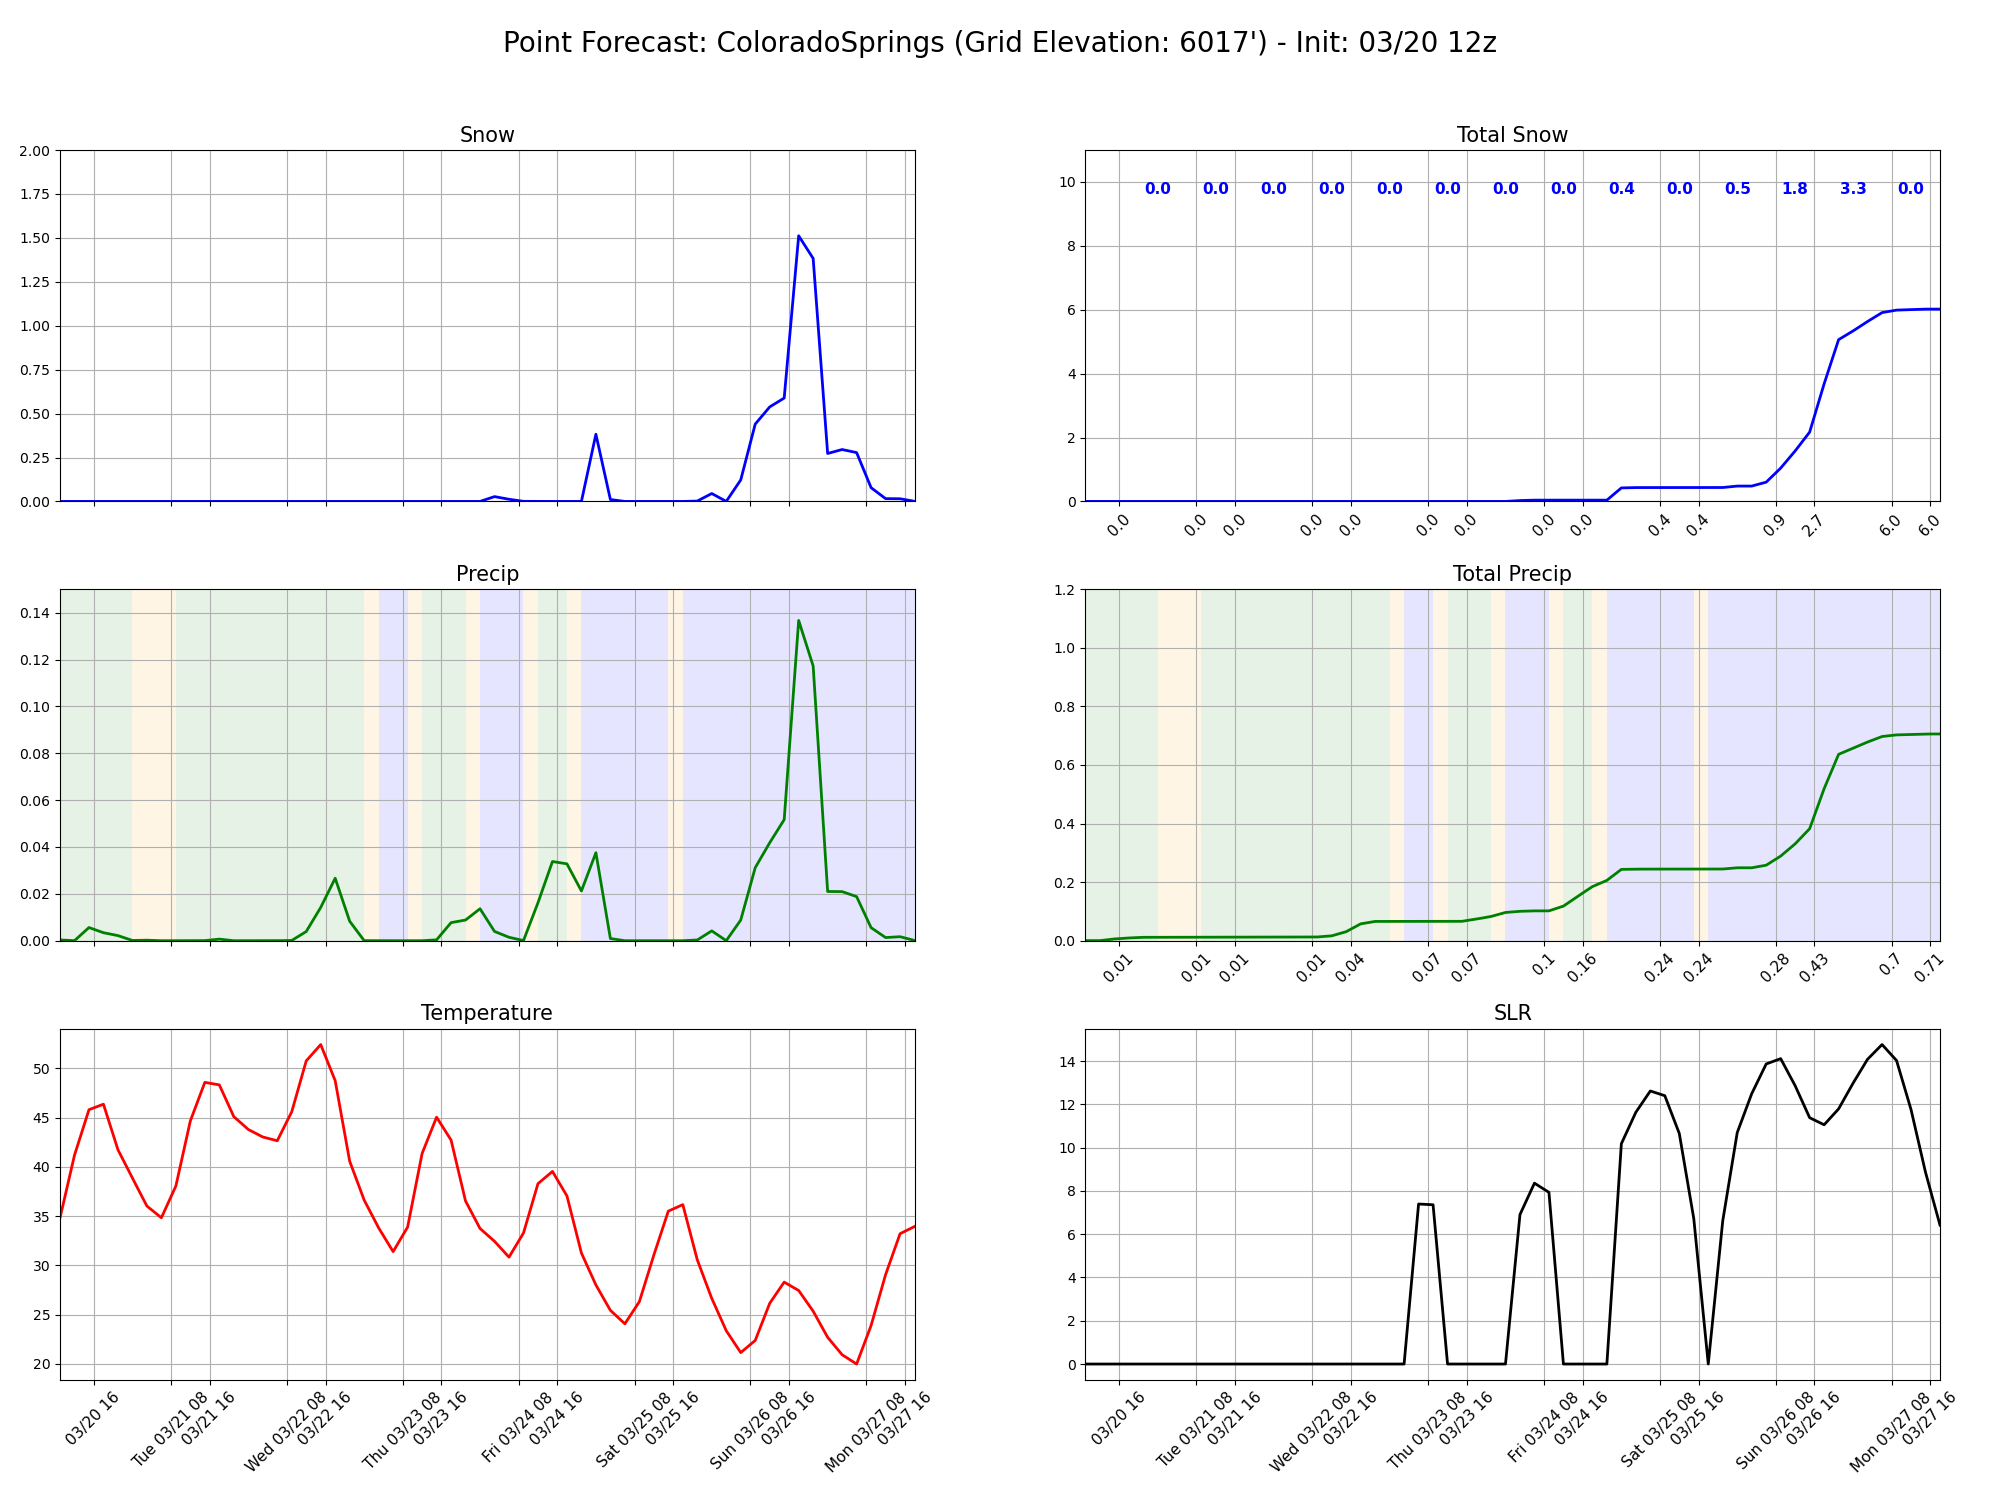 Point Forecast: ColoradoSprings (Grid Elevation: 6017') - Init: 03/20 12z
Snow
2.00
1.75
1.50
1.25
1.00
0.75
0.50
0.25
0.00
Total Snow
10
8
6
4
2
0
0.0 0.0 0.0 0.0 0.0 0.0 0.0 0.0 0.4 0.0 0.5 1.8 3.3 0.0
0.0 0.0 0.0 0.0 0.0 0.0 0.0 0.0 0.0 0.4 0.4 0.9 2.7 6.0 6.0
Precip
0.14
0.12
0.10
0.08
0.06
0.04
0.02
0.00
Total Precip
1.2
1.0
0.8
0.6
0.4
0.2
0.0
0.01 0.01 0.01 0.01 0.04 0.07 0.07 0.1 0.16 0.24 0.24 0.28 0.43 0.7 0.71
Temperature
50
45
40
35
30
25
20
03/20 16
Tue 03/21 08
03/21 16
Wed 03/22 08
03/22 16
Thu 03/23 08
03/23 16
Fri 03/24 08
03/24 16
Sat 03/25 08
03/25 16
Sun 03/26 08
03/26 16
Mon 03/27 08
03/27 16
SLR
14
12
10
8
6
4
2
0
03/20 16
Tue 03/21 08
03/21 16
Wed 03/22 08
03/22 16
Thu 03/23 08
03/23 16
Fri 03/24 08
03/24 16
Sat 03/25 08
03/25 16
Sun 03/26 08
03/26 16
Mon 03/27 08
03/27 16